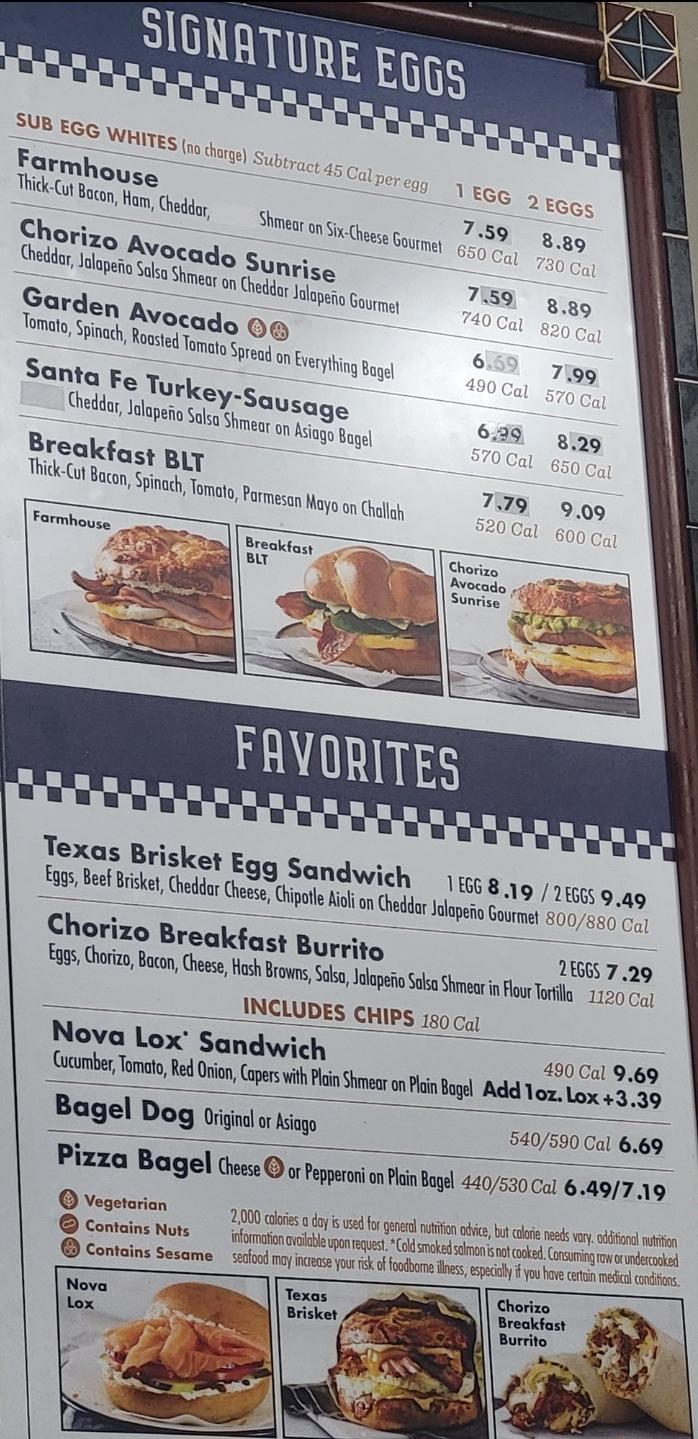 SIGNATURE EGGS
SUB EGG WHITES (no charge) Subtract 45 Cal per egg 1 EGG 2 EGGS
Farmhouse 7.59 8.89
Thick-Cut Bacon, Ham, Cheddar, Shmear on Six-Cheese Gourmet 650 Cal 730 Cal
Chorizo Avocado Sunrise 7.59 8.89
Cheddar, Jalapeño Salsa Shmear on Cheddar Jalapeño Gourmet 740 Cal 820 Cal
Garden Avocado 6.69 7.99
Tomato, Spinach, Roasted Tomato Spread on Everything Bagel 490 Cal 570 Cal
Santa Fe Turkey-Sausage 6.99 8.29
Cheddar, Jalapeño Salsa Shmear on Asiago Bagel 570 Cal 650 Cal
Breakfast BLT 7.79 9.09
Thick-Cut Bacon, Spinach, Tomato, Parmesan Mayo on Challah 520 Cal 600 Cal
Farmhouse
Breakfast
BLT
Chorizo
Avocado
Sunrise
FAVORITES
Texas Brisket Egg Sandwich 1 EGG 8.19 / 2 EGGS 9.49
Eggs, Beef Brisket, Cheddar Cheese, Chipotle Aioli on Cheddar Jalapeño Gourmet 800/880 Cal
Chorizo Breakfast Burrito 2 EGGS 7.29
Eggs, Chorizo, Bacon, Cheese, Hash Browns, Salsa, Jalapeño Salsa Shmear in Flour Tortilla 1120 Cal
INCLUDES CHIPS 180 Cal
Nova Lox* Sandwich 490 Cal 9.69
Cucumber, Tomato, Red Onion, Capers with Plain Shmear on Plain Bagel Add 1 oz. Lox +3.39
Bagel Dog Original or Asiago 540/590 Cal 6.69
Pizza Bagel Cheese or Pepperoni on Plain Bagel 440/530 Cal 6.49/7.19
Vegetarian
Contains Nuts
Contains Sesame
2,000 calories a day is used for general nutrition advice, but calorie needs vary. additional nutrition
information available upon request. *Cold smoked salmon is not cooked. Consuming raw or undercooked
seafood may increase your risk of foodborne illness, especially if you have certain medical conditions.
Nova
Lox
Texas
Brisket
Chorizo
Breakfast
Burrito